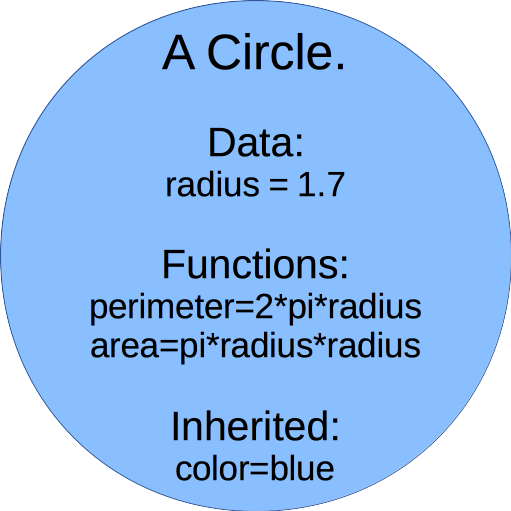 A Circle.
Data:
radius = 1.7
Functions:
perimeter=2*pi*radius
area=pi*radius*radius
Inherited:
color=blue